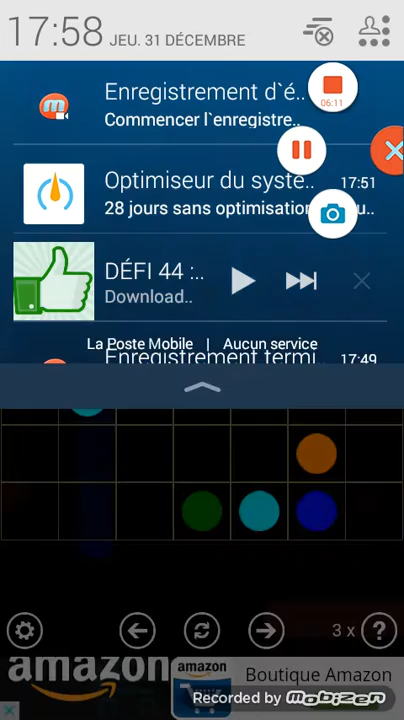 17:58 JEU. 31 DÉCEMBRE
Enregistrement d`é..
06:11
Commencer l`enregistre..
m
Optimiseur du systè.. 17:51
28 jours sans optimisation
DÉFI 44 :..
Download..
La Poste Mobile | Aucun service
Enregistrement termi.. 17:49
3 x ?
amazon
amazon
Boutique Amazon
Recorded by MOBIZEN